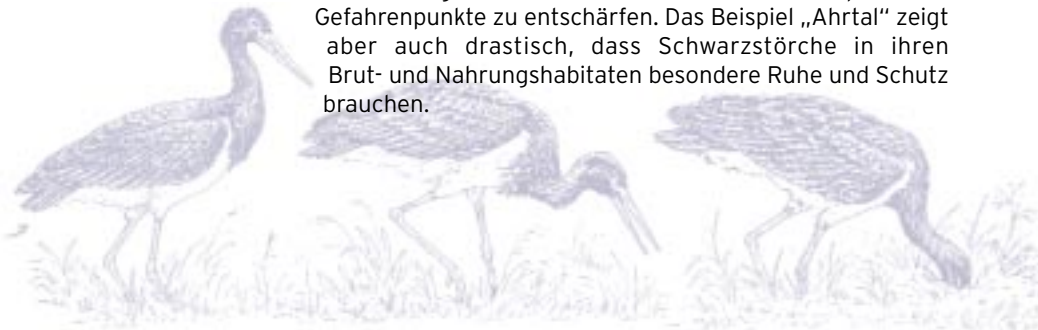 Gefahrenpunkte zu entschärfen. Das Beispiel „Ahrtal“ zeigt
aber auch drastisch, dass Schwarzstörche in ihren
Brut- und Nahrungshabitaten besondere Ruhe und Schutz
brauchen.